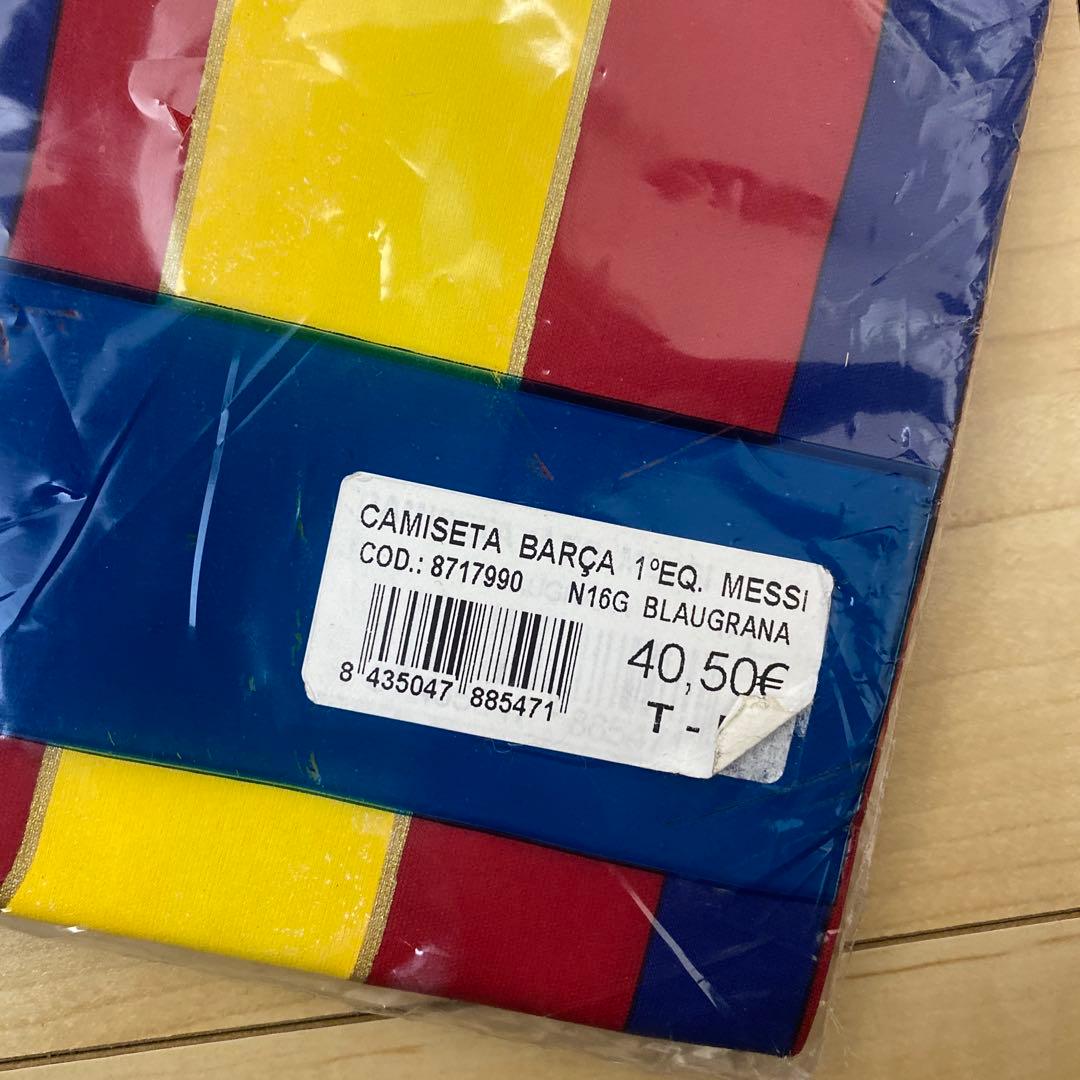 CAMISETA BARÇA 1ºEQ. MESSI
COD.: 8717990 N16G BLAUGRANA
40,50€
8 435047 885471
T -